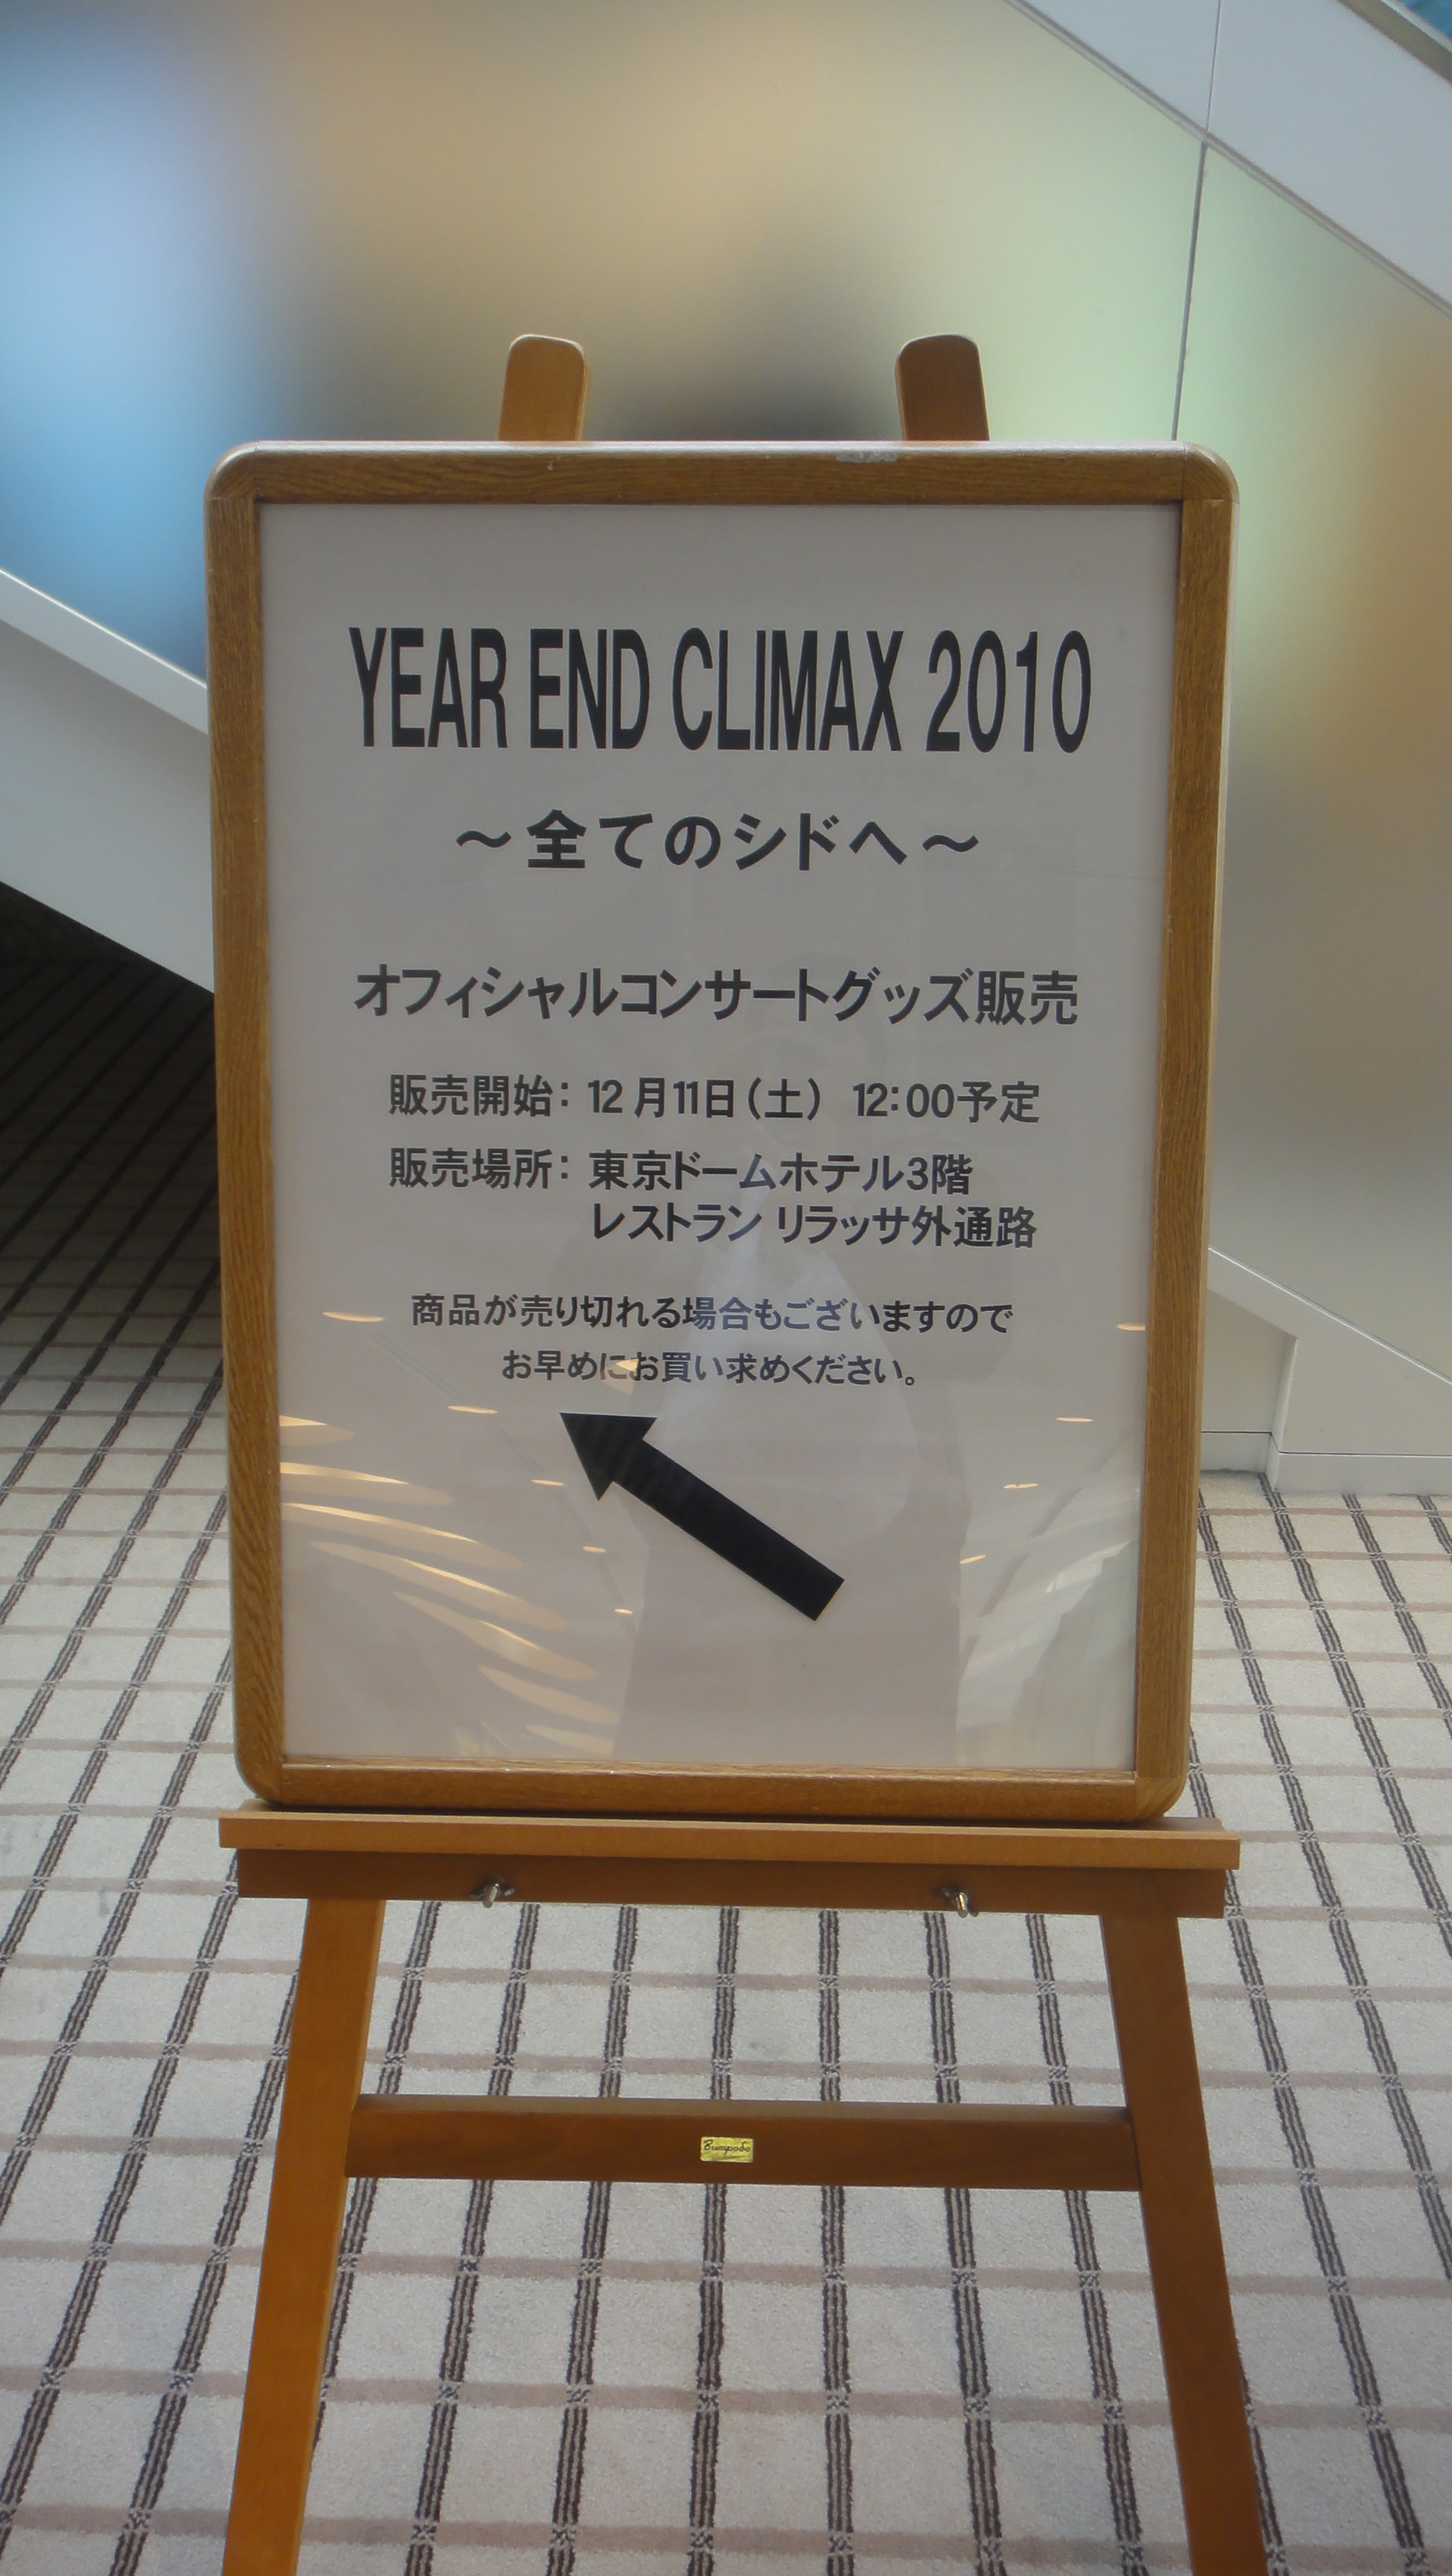 YEAR END CLIMAX 2010
～全てのシドへ～
オフィシャルコンサートグッズ販売
販売開始：12月11日（土） 12：00予定
販売場所：東京ドームホテル3階
レストラン リラッサ外通路
商品が売り切れる場合もございますので
お早めにお買い求めください。